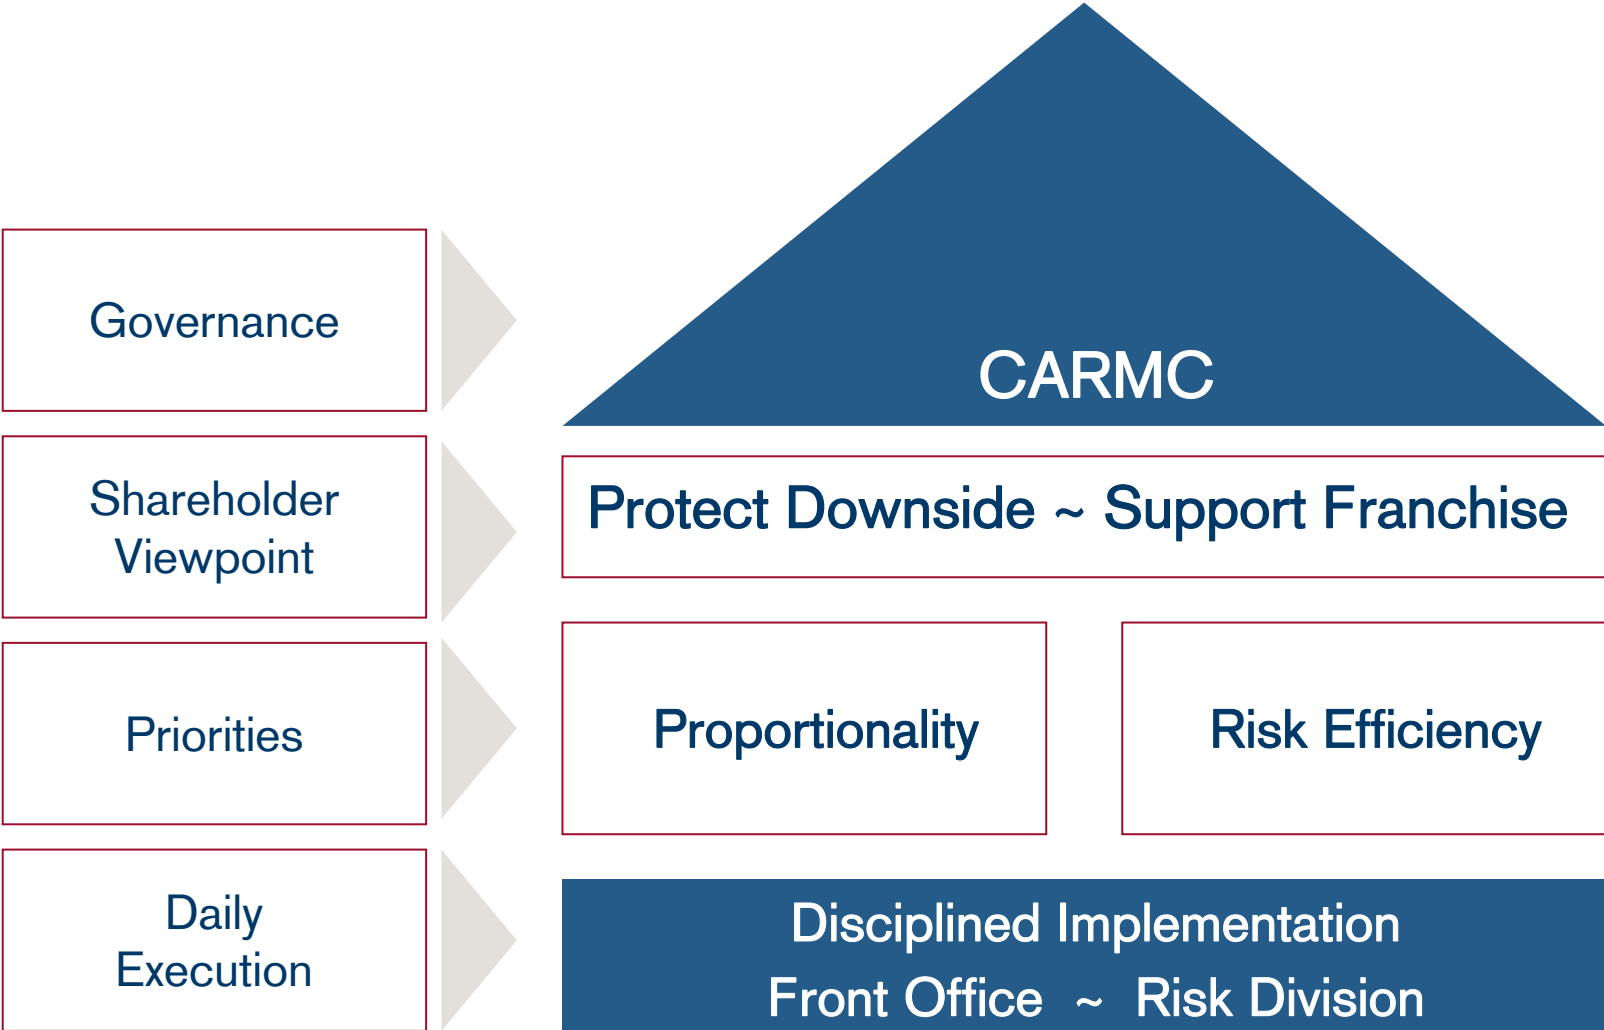 Governance
CARMC
Shareholder
Viewpoint
Protect Downside ~ Support Franchise
Priorities
Proportionality
Risk Efficiency
Daily
Execution
Disciplined Implementation
Front Office ~ Risk Division